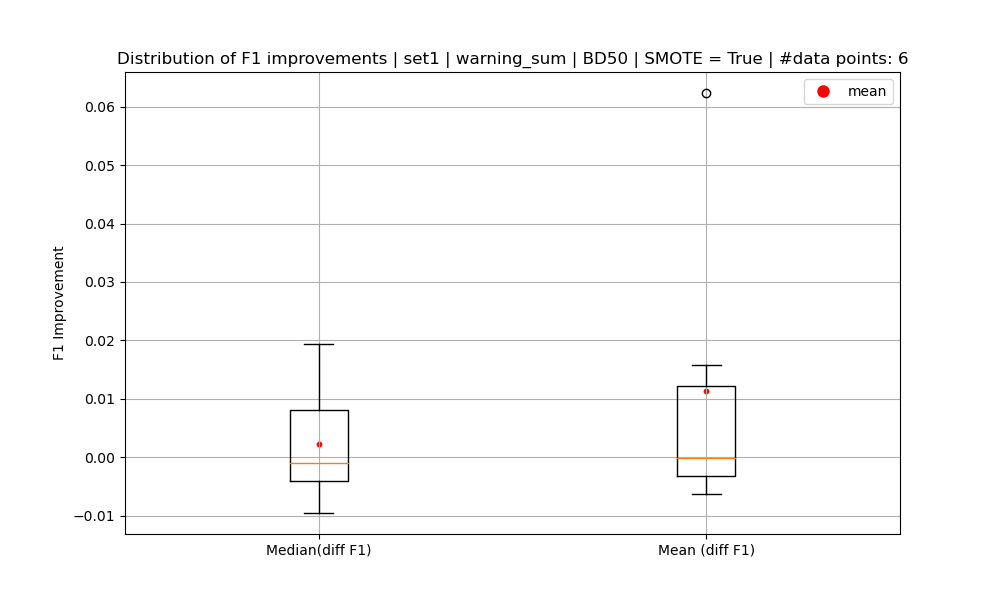 Distribution of F1 improvements | set1 | warning_sum | BD50 | SMOTE = True | #data points: 6
mean
0.06
0.05
0.04
0.03
0.02
0.01
0.00
−0.01
F1 Improvement
Median(diff F1)
Mean (diff F1)